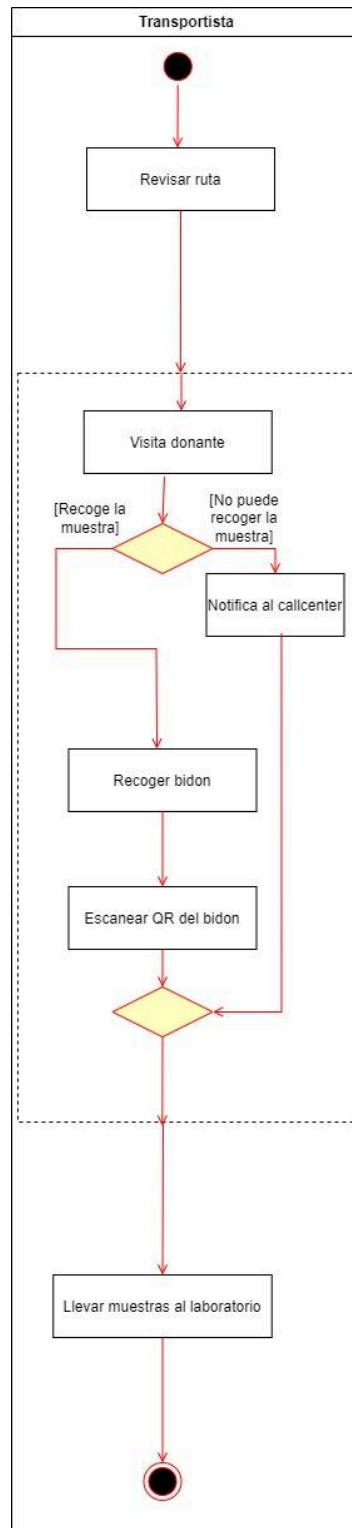 Transportista
Revisar ruta
Visita donante
[Recoge la
muestra]
[No puede
recoger la
muestra]
Notifica al callcenter
Recoger bidon
Escanear QR del bidon
Llevar muestras al laboratorio